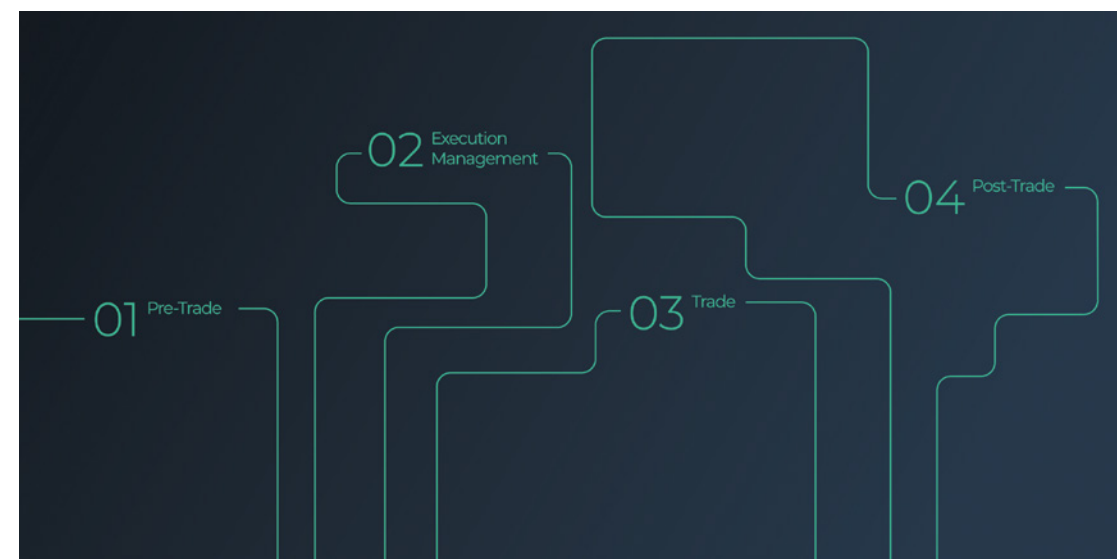 01 Pre-Trade
02 Execution
Management
03 Trade
04 Post-Trade